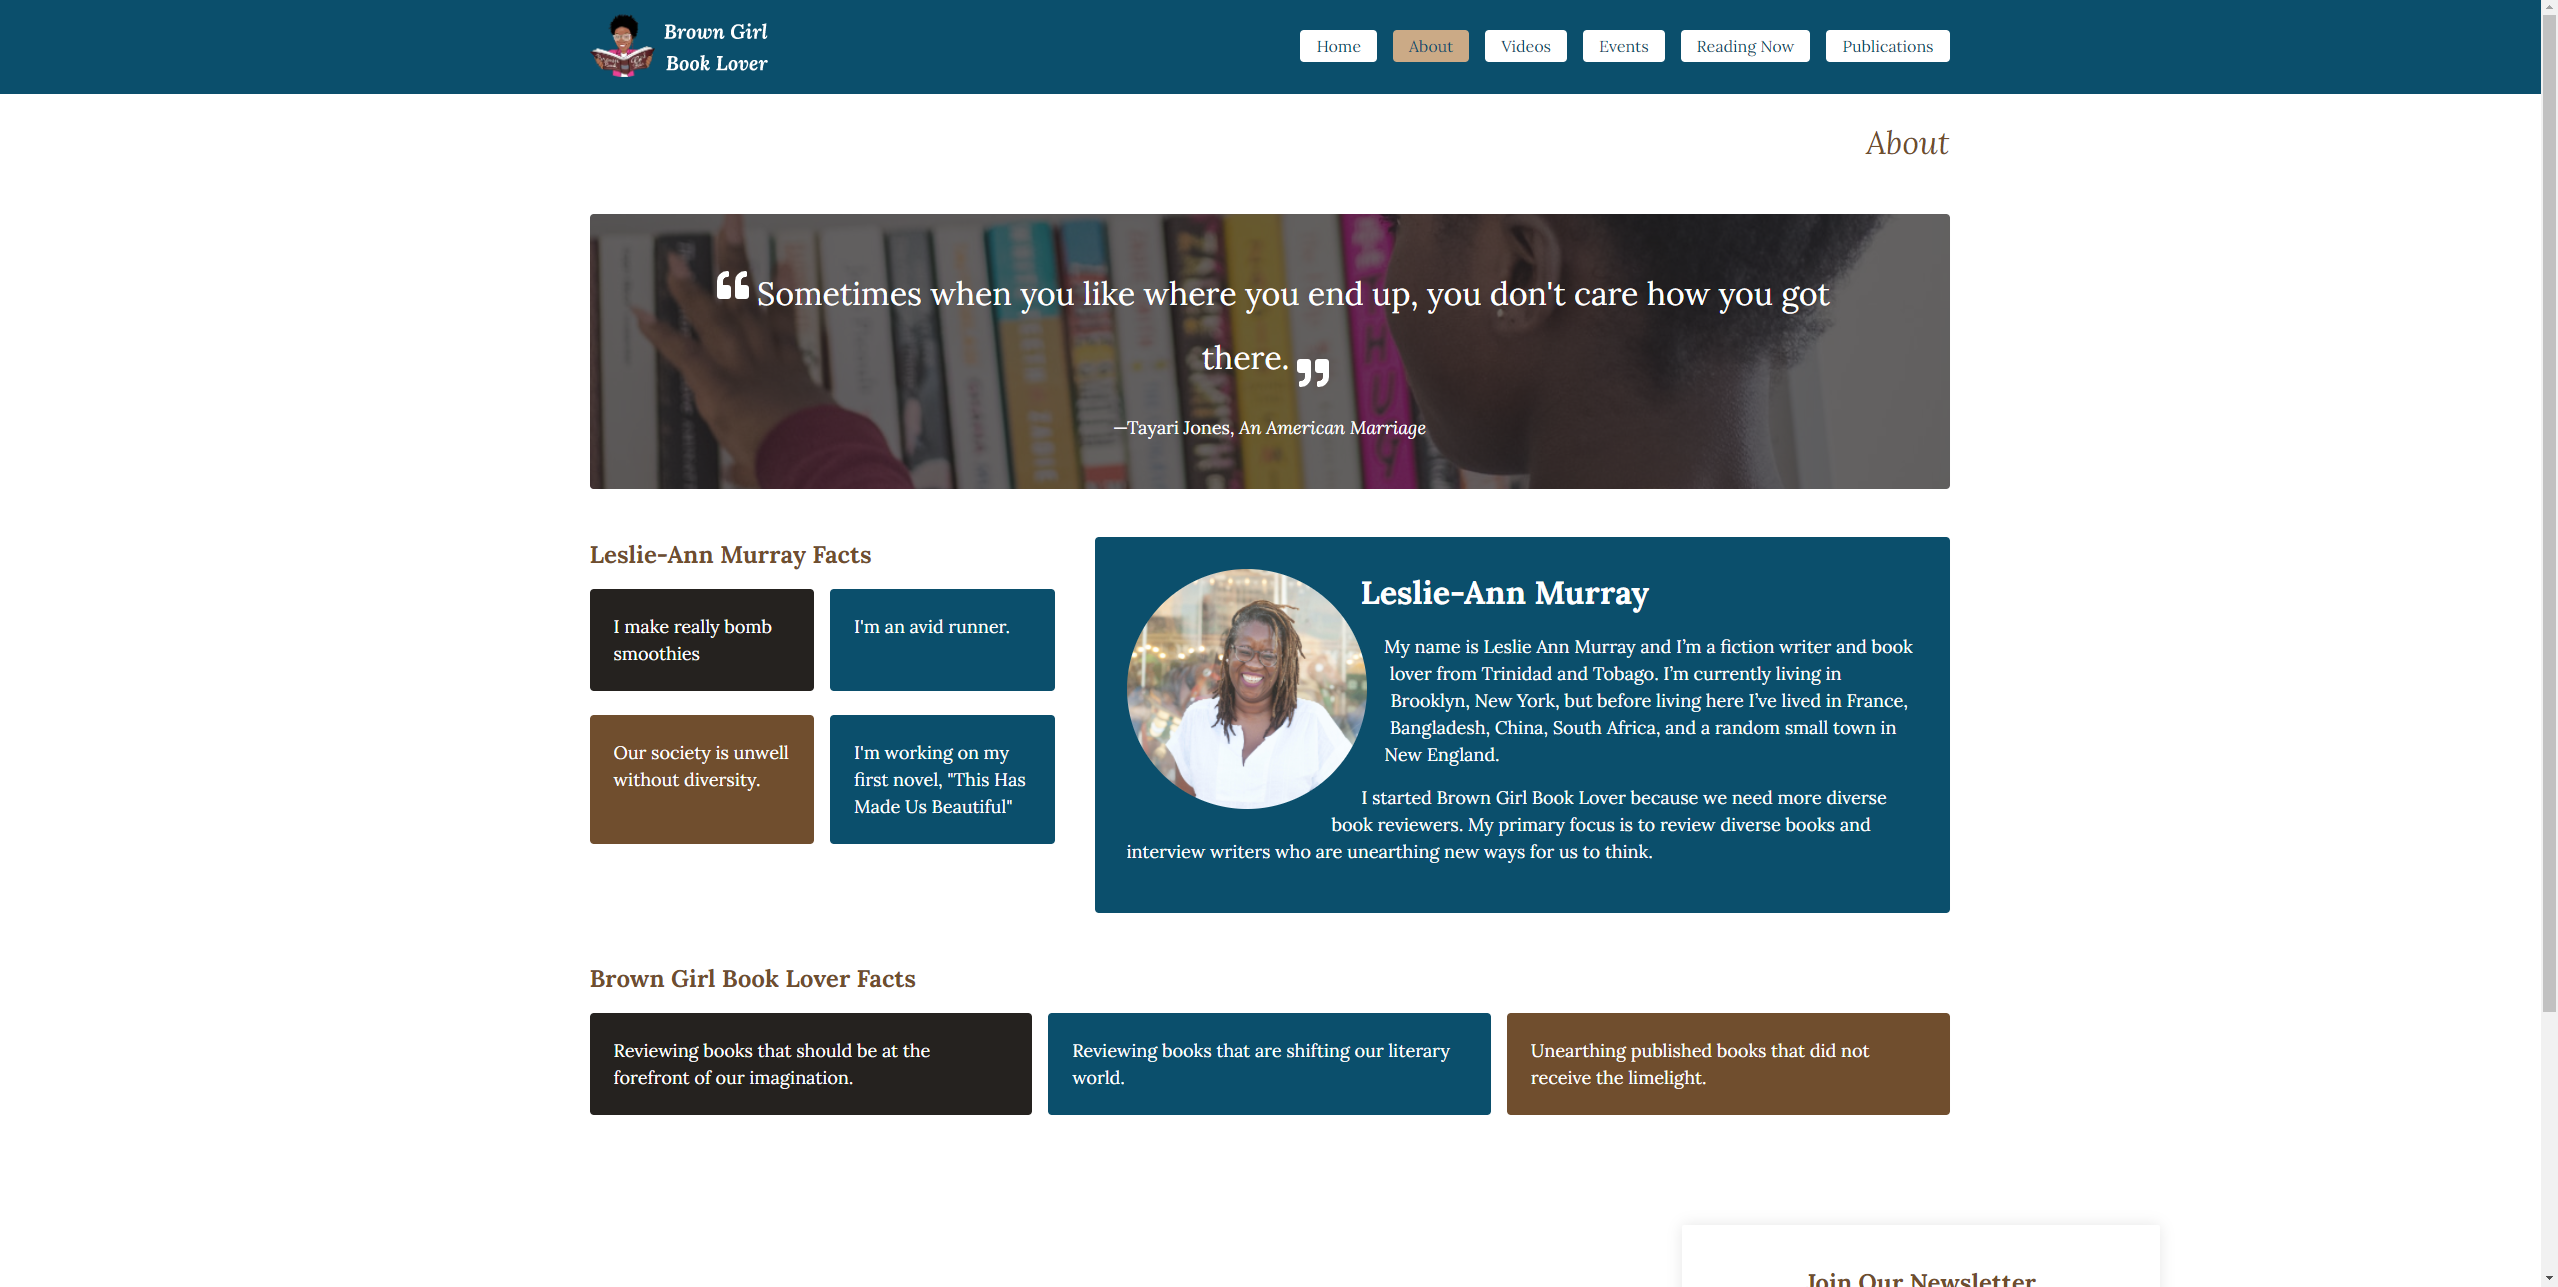 Brown Girl
Book Lover
Home
About
Videos
Events
Reading Now
Publications
About
“ Sometimes when you like where you end up, you don't care how you got
there. ”
—Tayari Jones, An American Marriage
Leslie-Ann Murray Facts
I make really bomb
smoothies
I'm an avid runner.
Our society is unwell
without diversity.
I'm working on my
first novel, "This Has
Made Us Beautiful"
Leslie-Ann Murray
My name is Leslie Ann Murray and I’m a fiction writer and book
lover from Trinidad and Tobago. I’m currently living in
Brooklyn, New York, but before living here I’ve lived in France,
Bangladesh, China, South Africa, and a random small town in
New England.
I started Brown Girl Book Lover because we need more diverse
book reviewers. My primary focus is to review diverse books and
interview writers who are unearthing new ways for us to think.
Brown Girl Book Lover Facts
Reviewing books that should be at the
forefront of our imagination.
Reviewing books that are shifting our literary
world.
Unearthing published books that did not
receive the limelight.
Join Our Newsletter